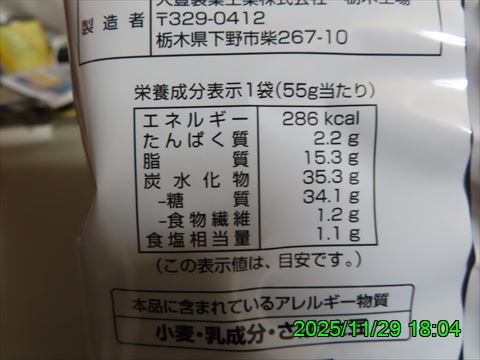 製造者
〒329-0412
栃木県下野市柴267-10
栄養成分表示1袋(55g当たり)
エネルギー 286 kcal
たんぱく質 2.2 g
脂質 15.3 g
炭水化物 35.3 g
-糖質 34.1 g
-食物繊維 1.2 g
食塩相当量 1.1 g
(この表示値は、目安です。)
本品に含まれているアレルギー物質
小麦・乳成分・
2025/11/29 18:04